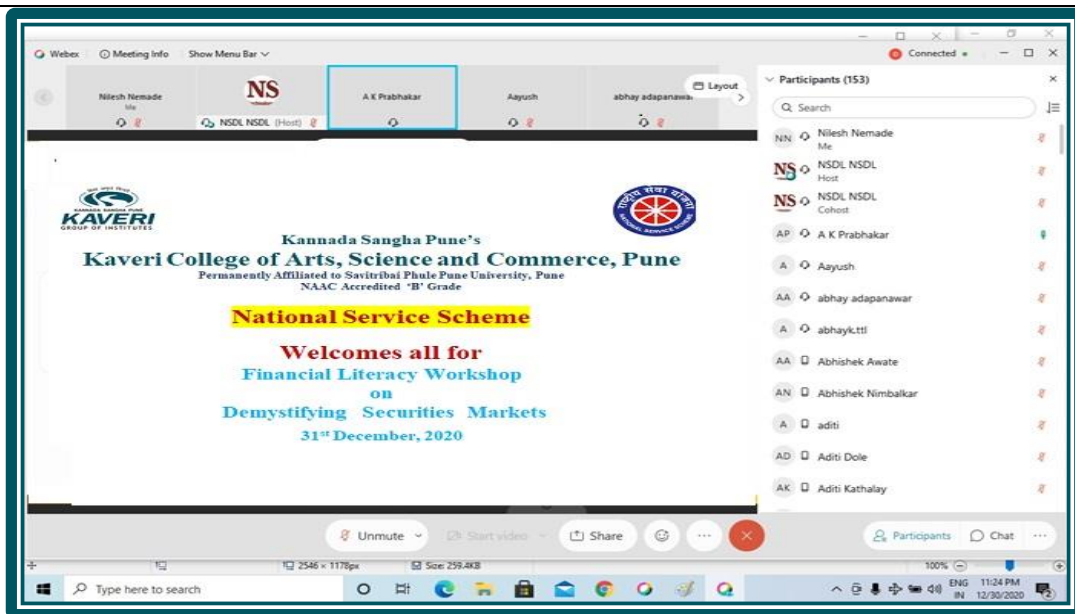 Webex
Meeting Info
Show Menu Bar
Connected
Nilesh Nemade
Me
NS
NSDL NSDL (Host)
A K Prabhakar
Aayush
abhay adapanawar
Layout
KAVERI
GROUP OF INSTITUTES
Kannada Sangha Pune's
Kaveri College of Arts, Science and Commerce, Pune
Permanently Affiliated to Savitribai Phule Pune University, Pune
NAAC Accredited 'B' Grade
National Service Scheme
Welcomes all for
Financial Literacy Workshop
on
Demystifying Securities Markets
31st December, 2020
Participants (153)
Search
NN Nilesh Nemade
Me
NS NSDL NSDL
Host
NS NSDL NSDL
Cohost
AP A K Prabhakar
A Aayush
AA abhay adapanawar
A abhayk.ttl
AA Abhishek Awate
AN Abhishek Nimbalkar
A aditi
AD Aditi Dole
AK Aditi Kathalay
Unmute
Start video
Share
Participants
Chat
2546 × 1178px
Size: 259.4KB
100%
Type here to search
ENG
IN
11:24 PM
12/30/2020
2